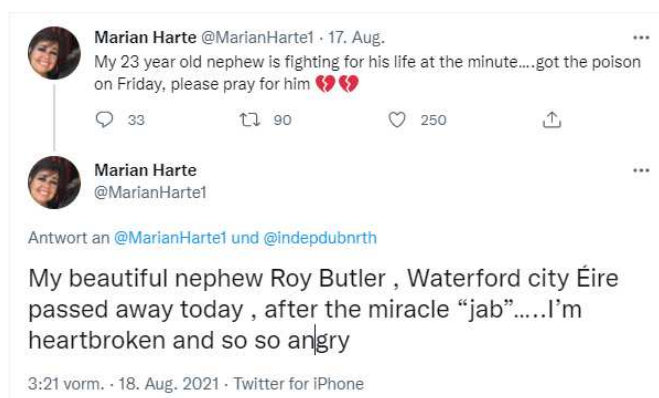 Marian Harte @MarianHarte1 · 17. Aug.
My 23 year old nephew is fighting for his life at the minute....got the poison
on Friday, please pray for him 💔💔
33 90 250
Marian Harte
@MarianHarte1
Antwort an @MarianHarte1 und @indepdubnrth
My beautiful nephew Roy Butler , Waterford city Éire
passed away today , after the miracle “jab”.....I’m
heartbroken and so so angry
3:21 vorm. · 18. Aug. 2021 · Twitter for iPhone